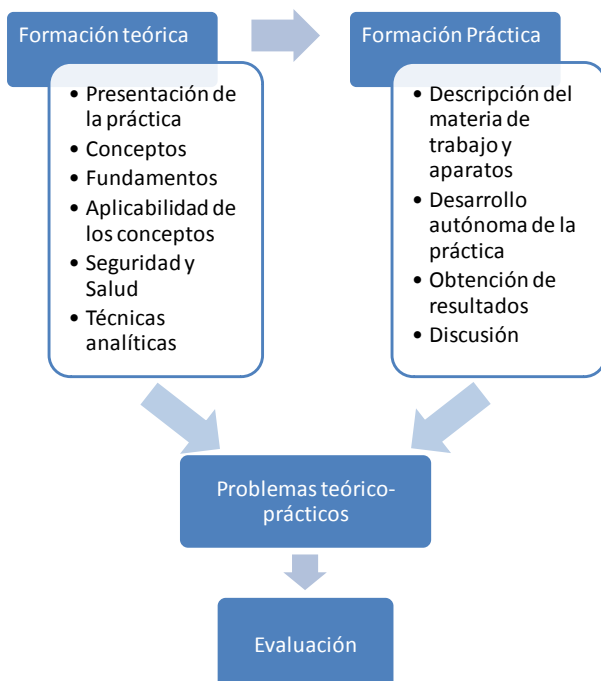 Formación teórica
• Presentación de
la práctica
• Conceptos
• Fundamentos
• Aplicabilidad de
los conceptos
• Seguridad y
Salud
• Técnicas
analíticas
Formación Práctica
• Descripción del
materia de
trabajo y
aparatos
• Desarrollo
autónoma de la
práctica
• Obtención de
resultados
• Discusión
Problemas teórico-
prácticos
Evaluación